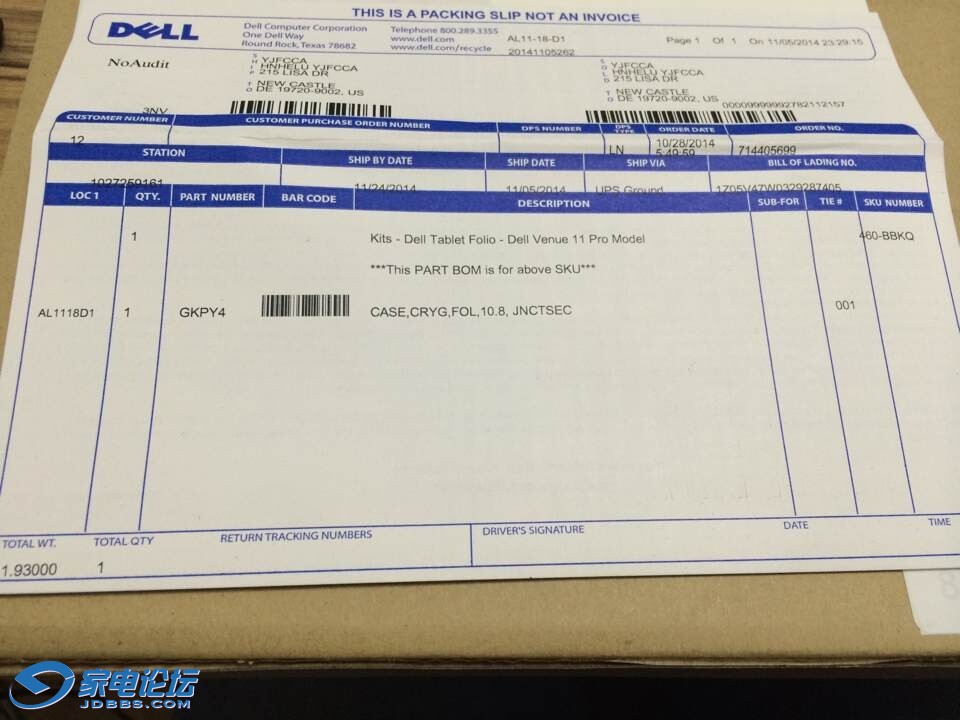 THIS IS A PACKING SLIP NOT AN INVOICE
DELL
Dell Computer Corporation
One Dell Way
Round Rock, Texas 78682
Telephone 800.289.3355
www.dell.com
www.dell.com/recycle
AL11-18-D1
20141105262
Page 1 Of 1 On 11/05/2014 23:29:15
NoAudit
SHIP TO
YJFCCA
HNHELU YJFCCA
215 LISA DR
NEW CASTLE
DE 19720-9002, US
SOLD TO
YJFCCA
HNHELU YJFCCA
215 LISA DR
NEW CASTLE
DE 19720-9002, US
3NV
00009999992782112157
CUSTOMER NUMBER CUSTOMER PURCHASE ORDER NUMBER DPS NUMBER DPS TYPE ORDER DATE ORDER NO.
12 LN 10/28/2014 5:49:59 714405699
STATION SHIP BY DATE SHIP DATE SHIP VIA BILL OF LADING NO.
1027259161 11/24/2014 11/05/2014 UPS Ground 1Z05V47W0329287405
LOC 1 QTY. PART NUMBER BAR CODE DESCRIPTION SUB-FOR TIE # SKU NUMBER
1 Kits - Dell Tablet Folio - Dell Venue 11 Pro Model 460-BBKQ
***This PART BOM is for above SKU***
AL1118D1 1 GKPY4 CASE,CRYG,FOL,10.8, JNCTSEC 001
TOTAL WT. TOTAL QTY RETURN TRACKING NUMBERS DRIVER'S SIGNATURE DATE TIME
1.93000 1
家电论坛
JDBBS.COM